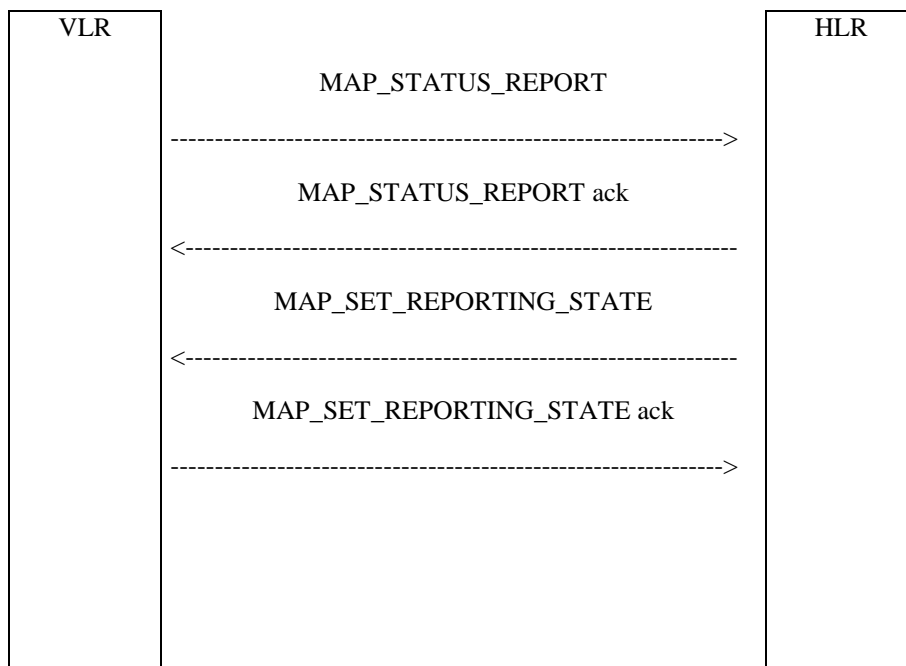 VLR
HLR
MAP_STATUS_REPORT
------------------------------------------------------------->
MAP_STATUS_REPORT ack
<-------------------------------------------------------------
MAP_SET_REPORTING_STATE
<-------------------------------------------------------------
MAP_SET_REPORTING_STATE ack
------------------------------------------------------------->